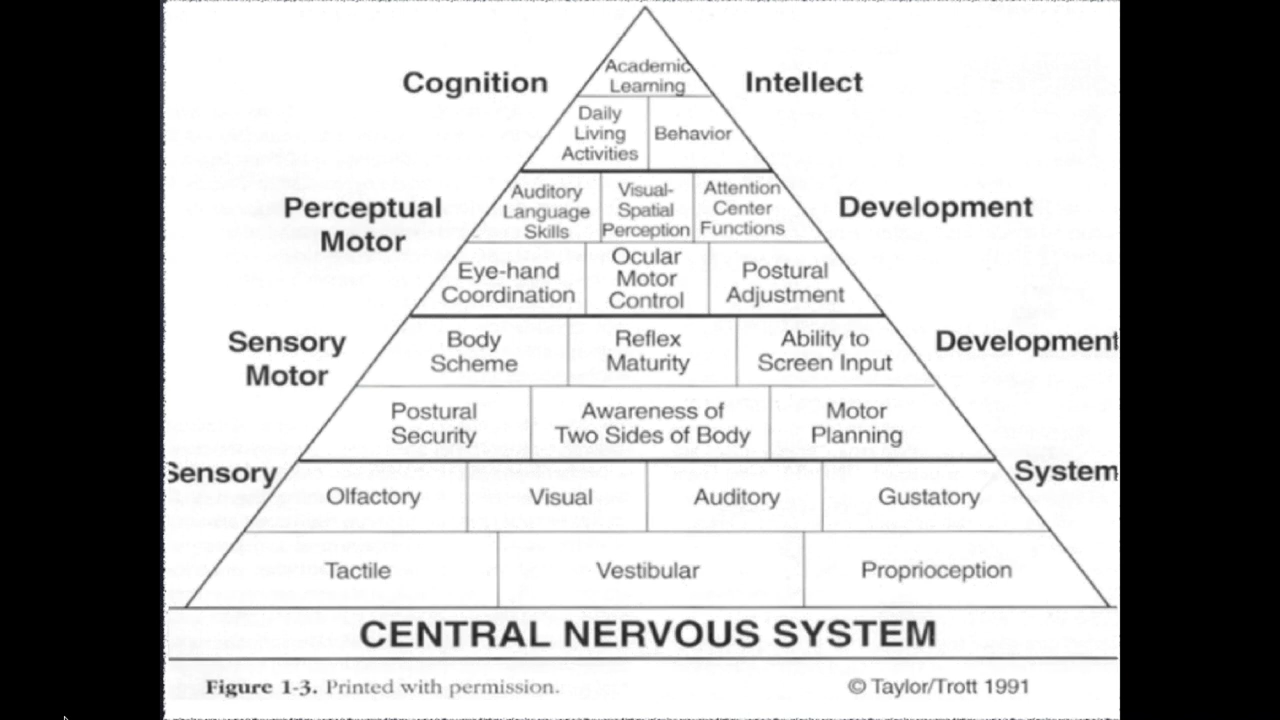 Academic
Learning
Cognition
Intellect
Daily
Living
Activities
Behavior
Auditory
Language
Skills
Visual-
Spatial
Perception
Attention
Center
Functions
Perceptual
Motor
Development
Eye-hand
Coordination
Ocular
Motor
Control
Postural
Adjustment
Body
Scheme
Reflex
Maturity
Ability to
Screen Input
Sensory
Motor
Development
Postural
Security
Awareness of
Two Sides of Body
Motor
Planning
Sensory
System
Olfactory
Visual
Auditory
Gustatory
Tactile
Vestibular
Proprioception
CENTRAL NERVOUS SYSTEM
Figure 1-3. Printed with permission.
© Taylor/Trott 1991